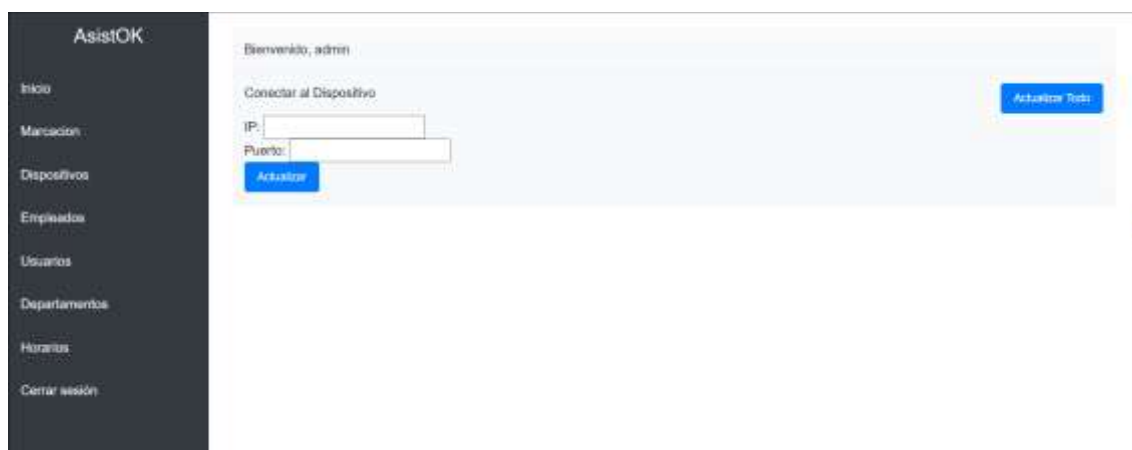 AsistOK
Inicio
Marcacion
Dispositivos
Empleados
Usuarios
Departamentos
Horarios
Cerrar sesión
Bienvenido, admin
Conectar al Dispositivo
Actualizar Todo
IP:
Puerto:
Actualizar